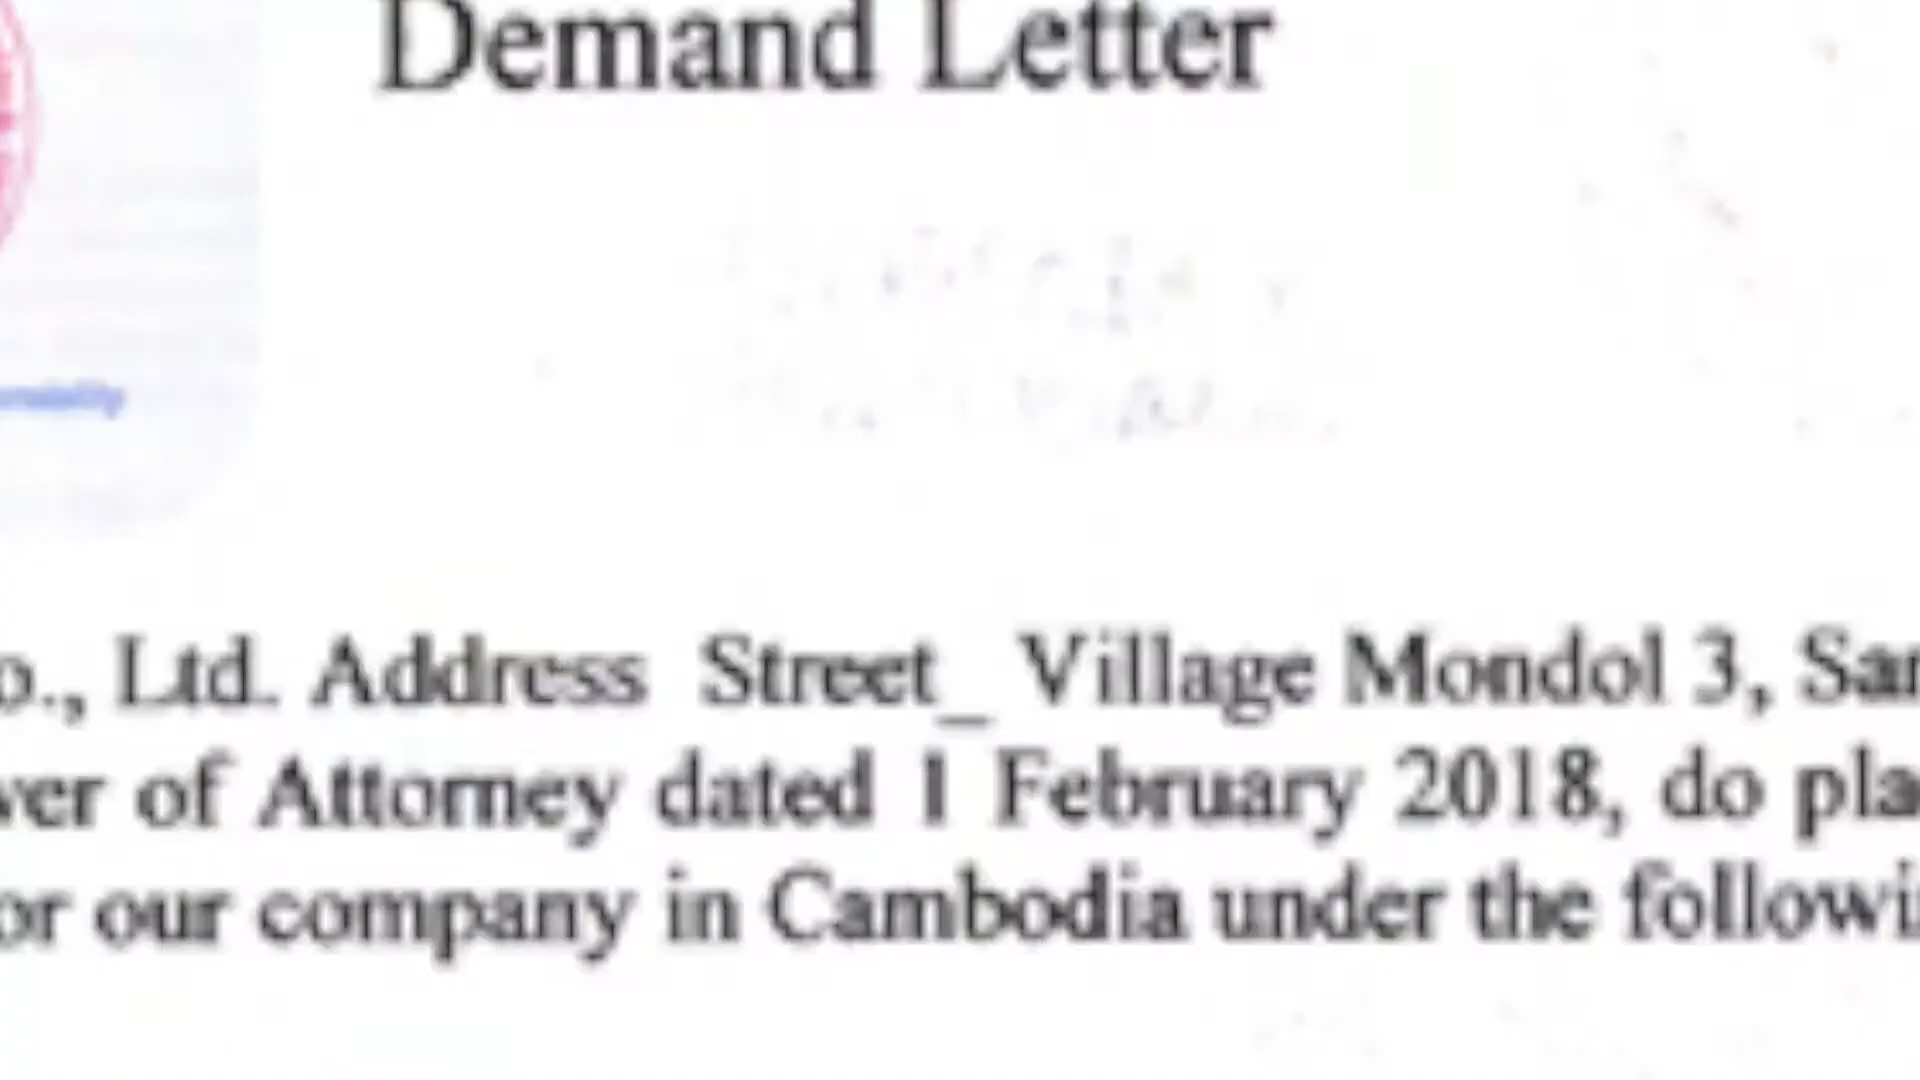 Demand Letter
o., Ltd. Address Street_ Village Mondol 3, San
wer of Attorney dated 1 February 2018, do pla
or our company in Cambodia under the followi